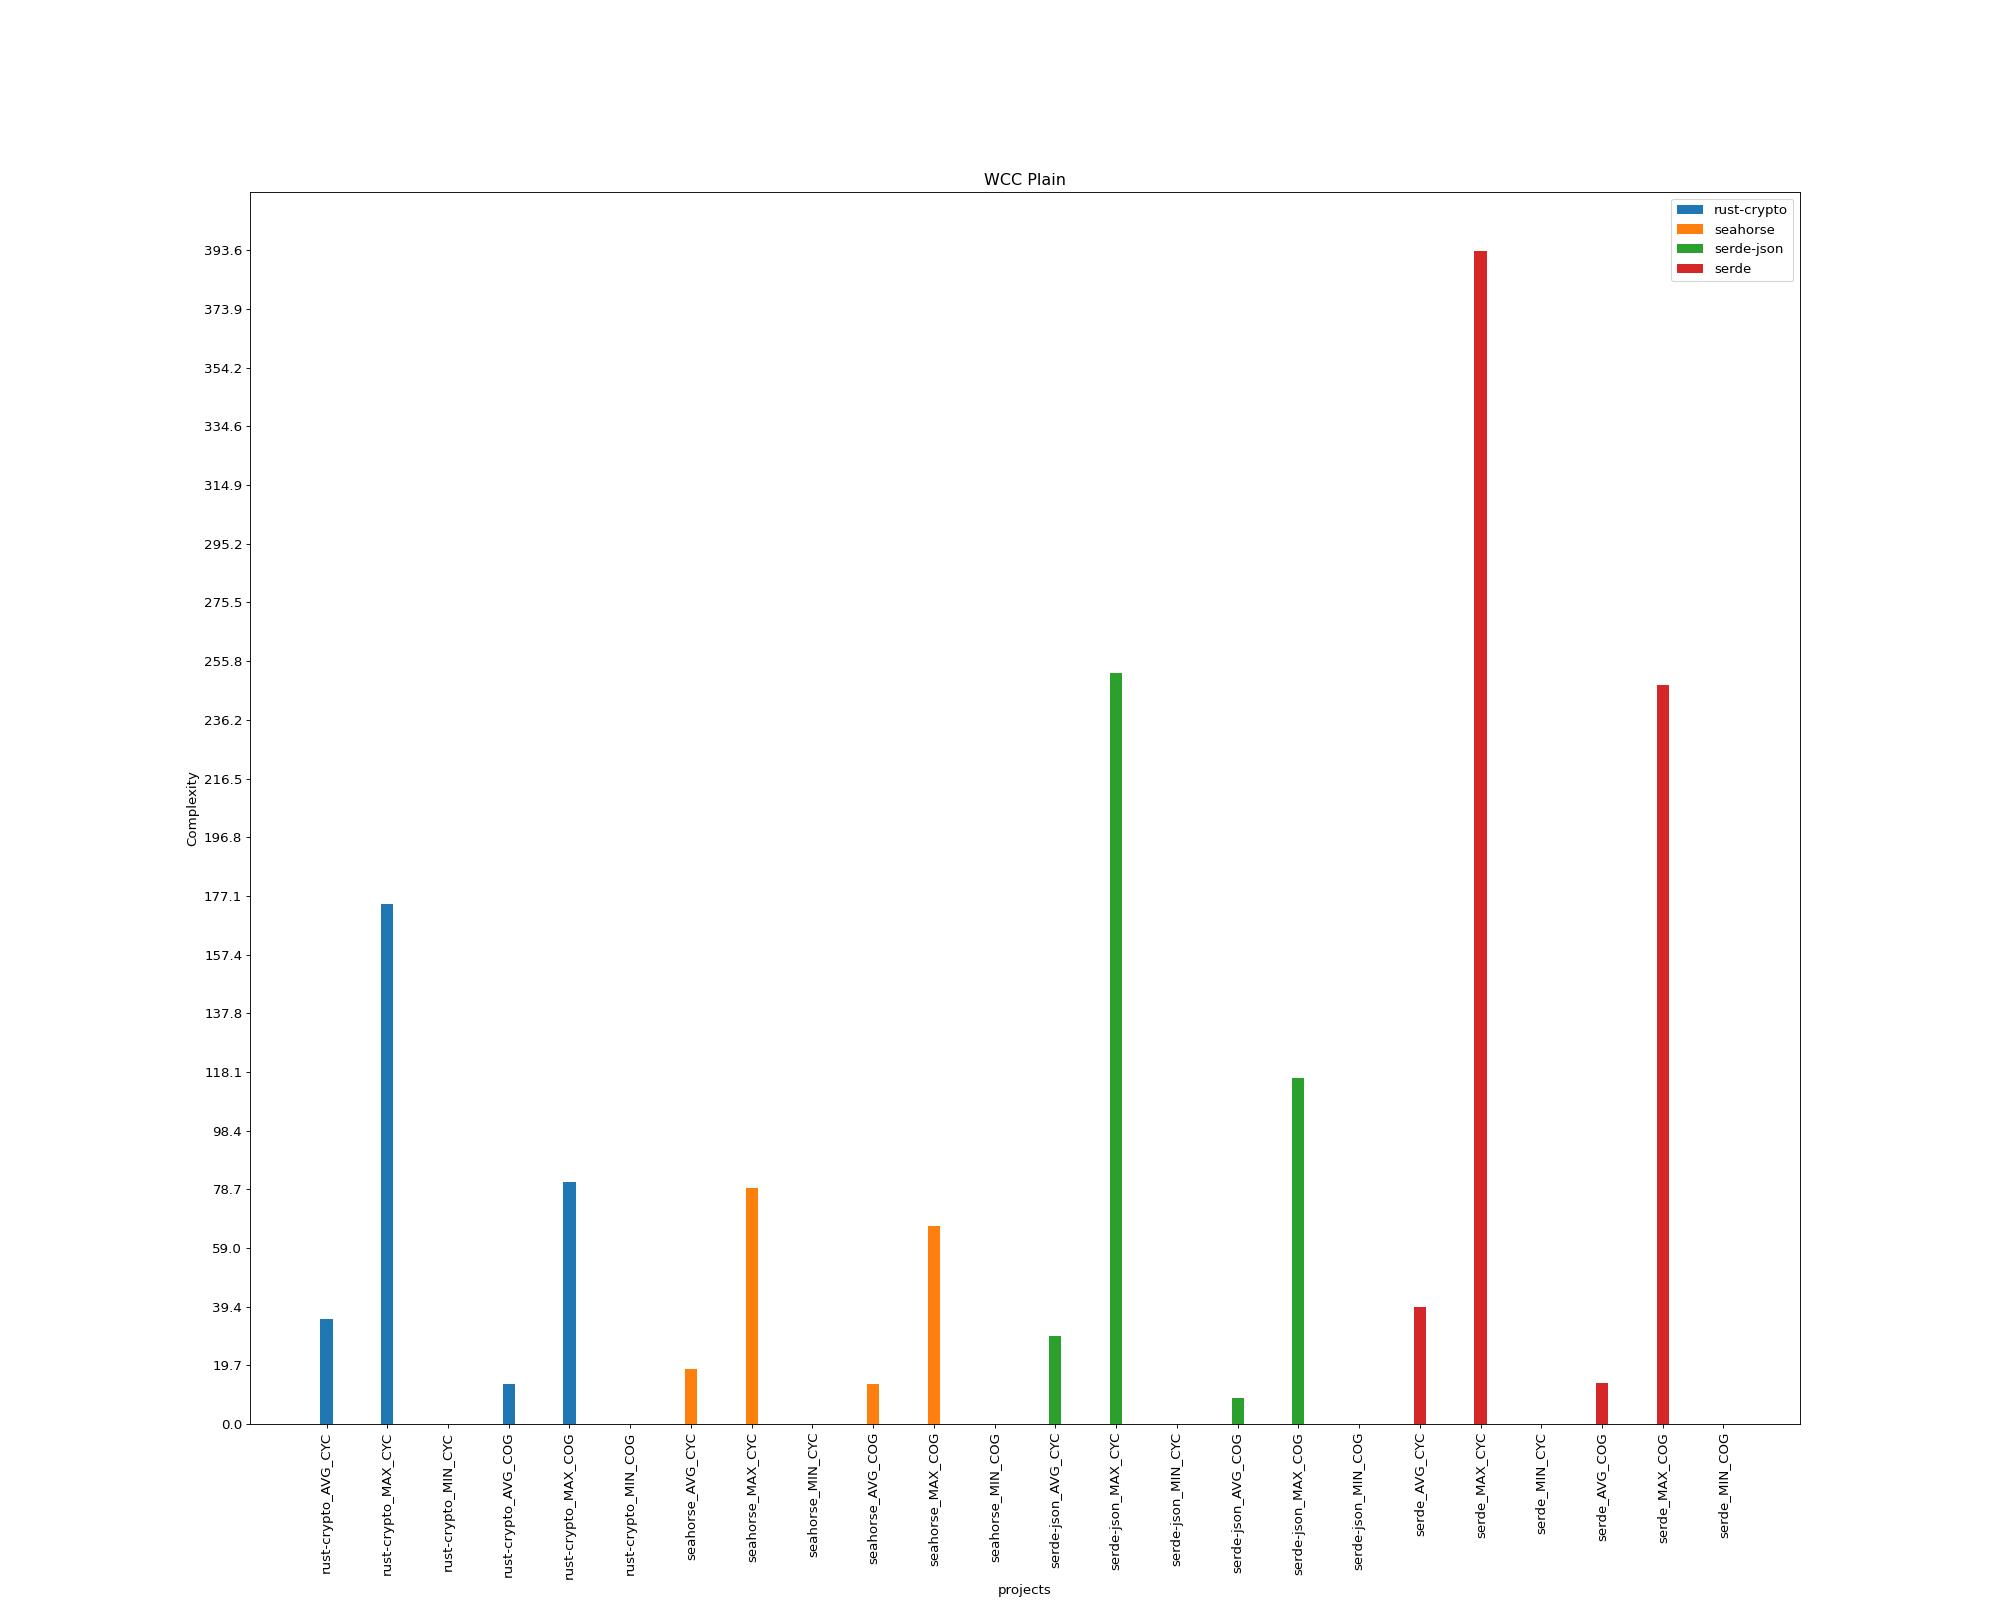 WCC Plain
rust-crypto
seahorse
serde-json
serde
393.6
373.9
354.2
334.6
314.9
295.2
275.5
255.8
236.2
216.5
196.8
177.1
157.4
137.8
118.1
98.4
78.7
59.0
39.4
19.7
0.0
Complexity
rust-crypto_AVG_CYC
rust-crypto_MAX_CYC
rust-crypto_MIN_CYC
rust-crypto_AVG_COG
rust-crypto_MAX_COG
rust-crypto_MIN_COG
seahorse_AVG_CYC
seahorse_MAX_CYC
seahorse_MIN_CYC
seahorse_AVG_COG
seahorse_MAX_COG
seahorse_MIN_COG
serde-json_AVG_CYC
serde-json_MAX_CYC
serde-json_MIN_CYC
serde-json_AVG_COG
serde-json_MAX_COG
serde-json_MIN_COG
serde_AVG_CYC
serde_MAX_CYC
serde_MIN_CYC
serde_AVG_COG
serde_MAX_COG
serde_MIN_COG
projects